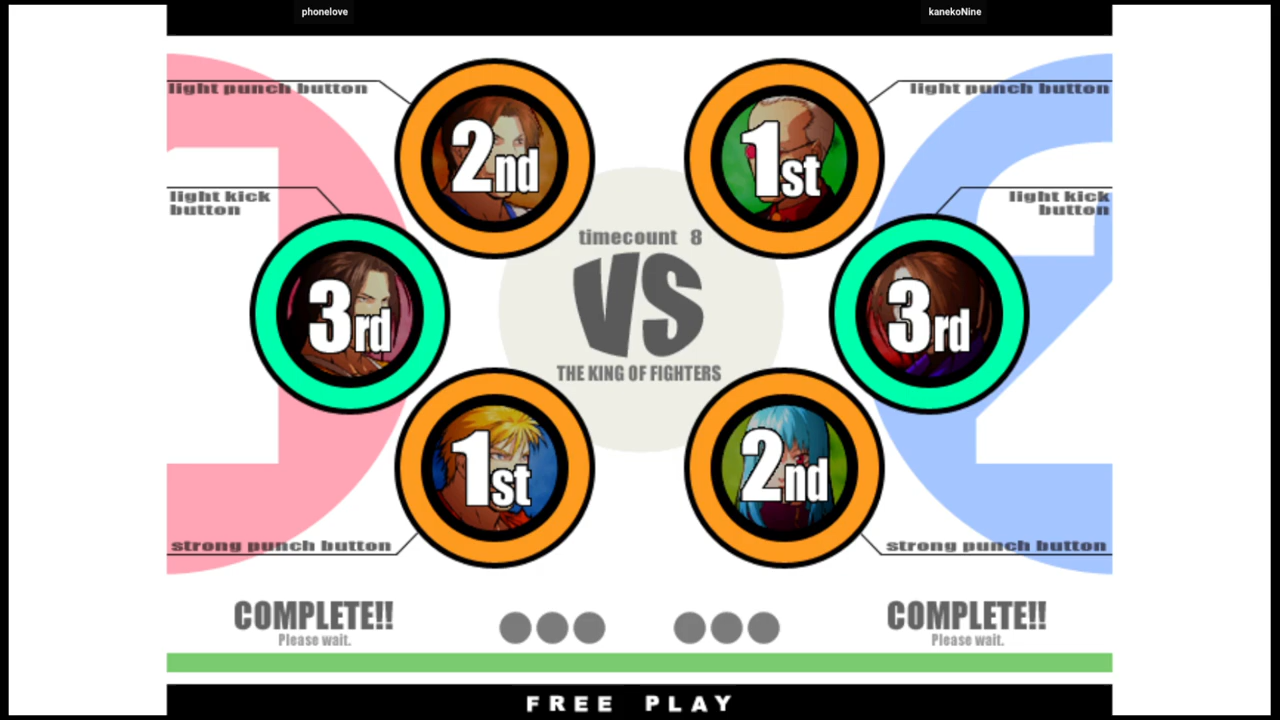 phonelove
kanekoNine
light punch button
2nd
1st
light punch button
light kick
button
light kick
button
timecount 8
VS
THE KING OF FIGHTERS
3rd
3rd
1st
2nd
strong punch button
strong punch button
COMPLETE!!
Please wait.
COMPLETE!!
Please wait.
FREE PLAY
1
2